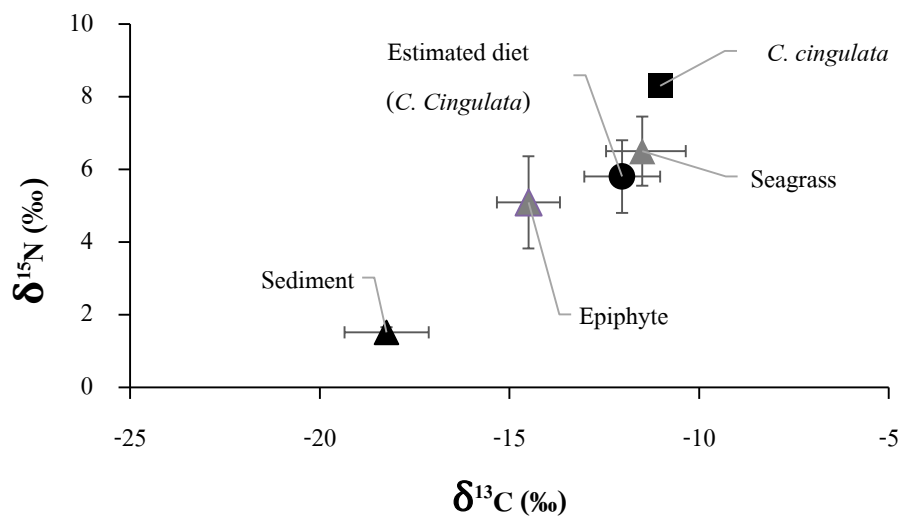 10
8
6
4
2
0
δ¹⁵N (‰)
Estimated diet
(C. Cingulata)
C. cingulata
Seagrass
Sediment
Epiphyte
-25
-20
-15
-10
-5
δ¹³C (‰)